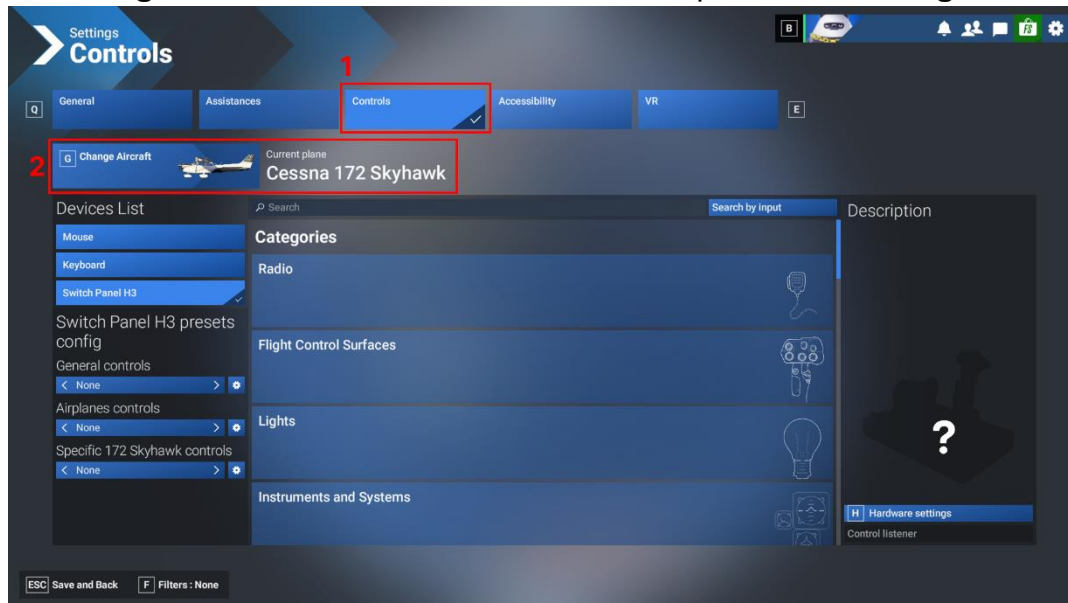 Settings
Controls
B
FS
1
Q
General
Assistances
Controls
Accessibility
VR
E
2
G Change Aircraft
Current plane
Cessna 172 Skyhawk
Devices List
Mouse
Keyboard
Switch Panel H3
Switch Panel H3 presets
config
General controls
< None >
Airplanes controls
< None >
Specific 172 Skyhawk controls
< None >
Search
Search by input
Categories
Radio
Flight Control Surfaces
Lights
Instruments and Systems
Description
?
H Hardware settings
Control listener
ESC Save and Back
F Filters : None